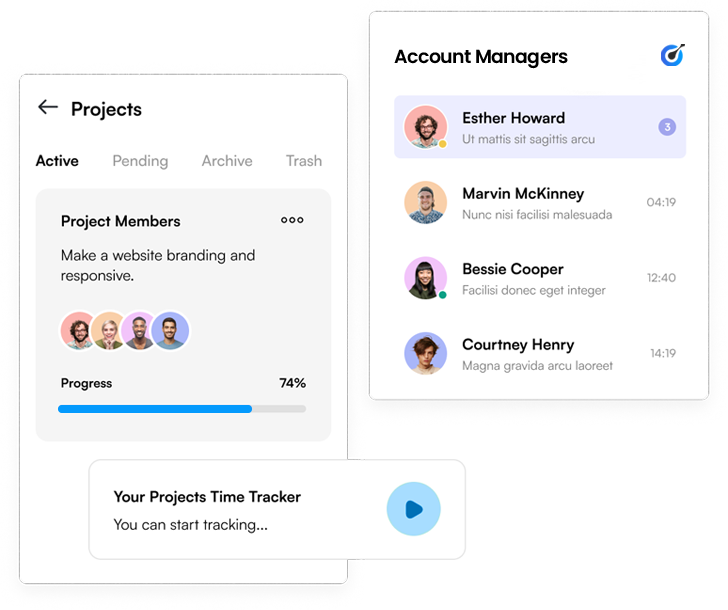 Account Managers
Esther Howard
Ut mattis sit sagittis arcu
3
Marvin McKinney
Nunc nisi facilisi malesuada
04:19
Bessie Cooper
Facilisi donec eget integer
12:40
Courtney Henry
Magna gravida arcu laoreet
14:19
Projects
Active Pending Archive Trash
Project Members
Make a website branding and
responsive.
Progress 74%
Your Projects Time Tracker
You can start tracking...